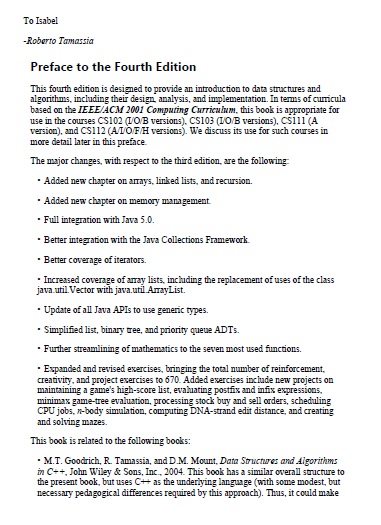 To Isabel
-Roberto Tamassia
Preface to the Fourth Edition
This fourth edition is designed to provide an introduction to data structures and
algorithms, including their design, analysis, and implementation. In terms of curricula
based on the IEEE/ACM 2001 Computing Curriculum, this book is appropriate for
use in the courses CS102 (I/O/B versions), CS103 (I/O/B versions), CS111 (A
version), and CS112 (A/I/O/F/H versions). We discuss its use for such courses in
more detail later in this preface.
The major changes, with respect to the third edition, are the following:
• Added new chapter on arrays, linked lists, and recursion.
• Added new chapter on memory management.
• Full integration with Java 5.0.
• Better integration with the Java Collections Framework.
• Better coverage of iterators.
• Increased coverage of array lists, including the replacement of uses of the class
java.util.Vector with java.util.ArrayList.
• Update of all Java APIs to use generic types.
• Simplified list, binary tree, and priority queue ADTs.
• Further streamlining of mathematics to the seven most used functions.
• Expanded and revised exercises, bringing the total number of reinforcement,
creativity, and project exercises to 670. Added exercises include new projects on
maintaining a game's high-score list, evaluating postfix and infix expressions,
minimax game-tree evaluation, processing stock buy and sell orders, scheduling
CPU jobs, n-body simulation, computing DNA-strand edit distance, and creating
and solving mazes.
This book is related to the following books:
• M.T. Goodrich, R. Tamassia, and D.M. Mount, Data Structures and Algorithms
in C++, John Wiley & Sons, Inc., 2004. This book has a similar overall structure to
the present book, but uses C++ as the underlying language (with some modest, but
necessary pedagogical differences required by this approach). Thus, it could make